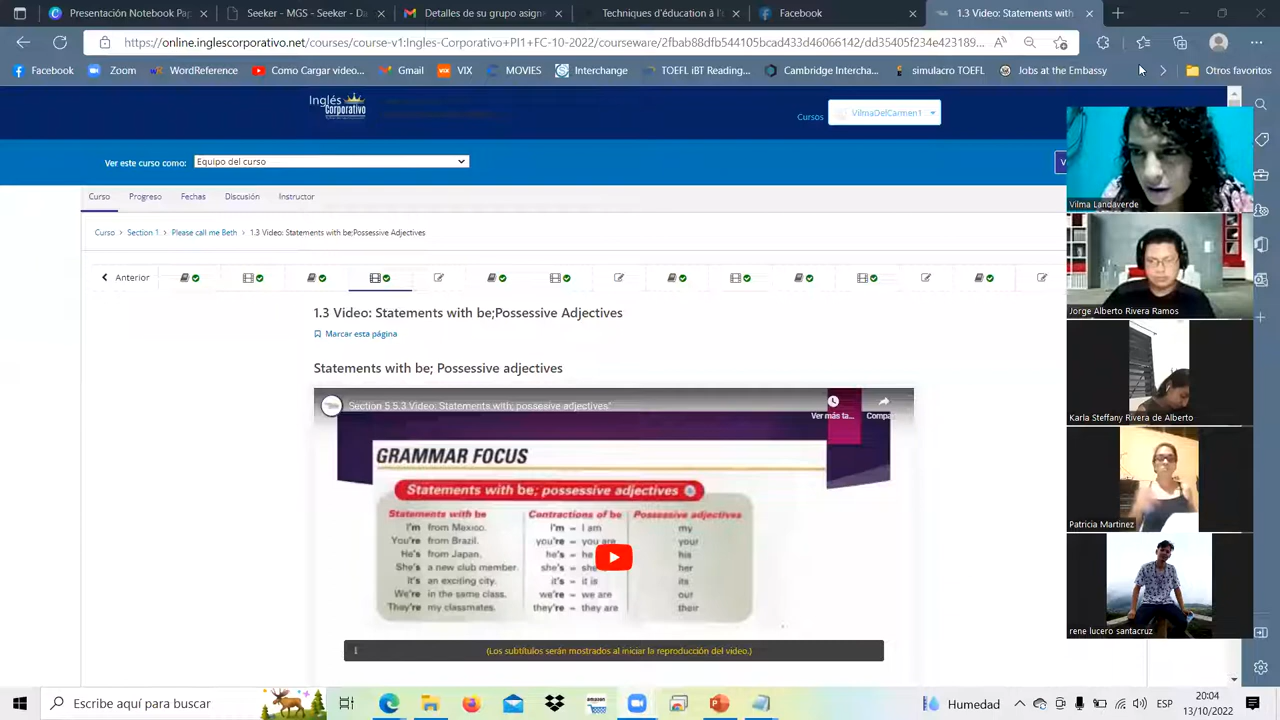 Presentación Notebook Pap
Seeker - MGS - Seeker - Da
Detalles de su grupo asign
Techniques d'éducation à l'o
Facebook
1.3 Video: Statements with
https://online.inglescorporativo.net/courses/course-v1:Ingles-Corporativo+PI1+FC-10-2022/courseware/2fbab88dfb544105bcad433d46066142/dd35405f234e423189...
Facebook
Zoom
WordReference
Como Cargar vídeo...
Gmail
VIX
MOVIES
Interchange
TOEFL iBT Reading...
Cambridge Intercha...
simulacro TOEFL
Jobs at the Embassy
Otros favoritos
Inglés
Corporativo
Cursos
VilmaDelCarmen1
Ver este curso como:
Equipo del curso
V
Curso
Progreso
Fechas
Discusión
Instructor
Curso > Section 1 > Please call me Beth > 1.3 Video: Statements with be;Possessive Adjectives
Anterior
1.3 Video: Statements with be;Possessive Adjectives
Marcar esta página
Statements with be; Possessive adjectives
Section 5 5.3 Video: Statements with; possesive adjectives"
Ver más ta...
Compar
GRAMMAR FOCUS
Statements with be; possessive adjectives
Statements with be Contractions of be Possessive adjectives
I'm from Mexico. I'm = I am my
You're from Brazil. you're = you are your
He's from Japan. he's = he his
She's a new club member. she's = she her
It's an exciting city. it's = it is its
We're in the same class. we're = we are our
They're my classmates. they're = they are their
(Los subtítulos serán mostrados al iniciar la reproducción del video.)
Vilma Landaverde
Jorge Alberto Rivera Ramos
Karla Steffany Rivera de Alberto
Patricia Martinez
rene lucero santacruz
Escribe aquí para buscar
Humedad
ESP
20:04
13/10/2022